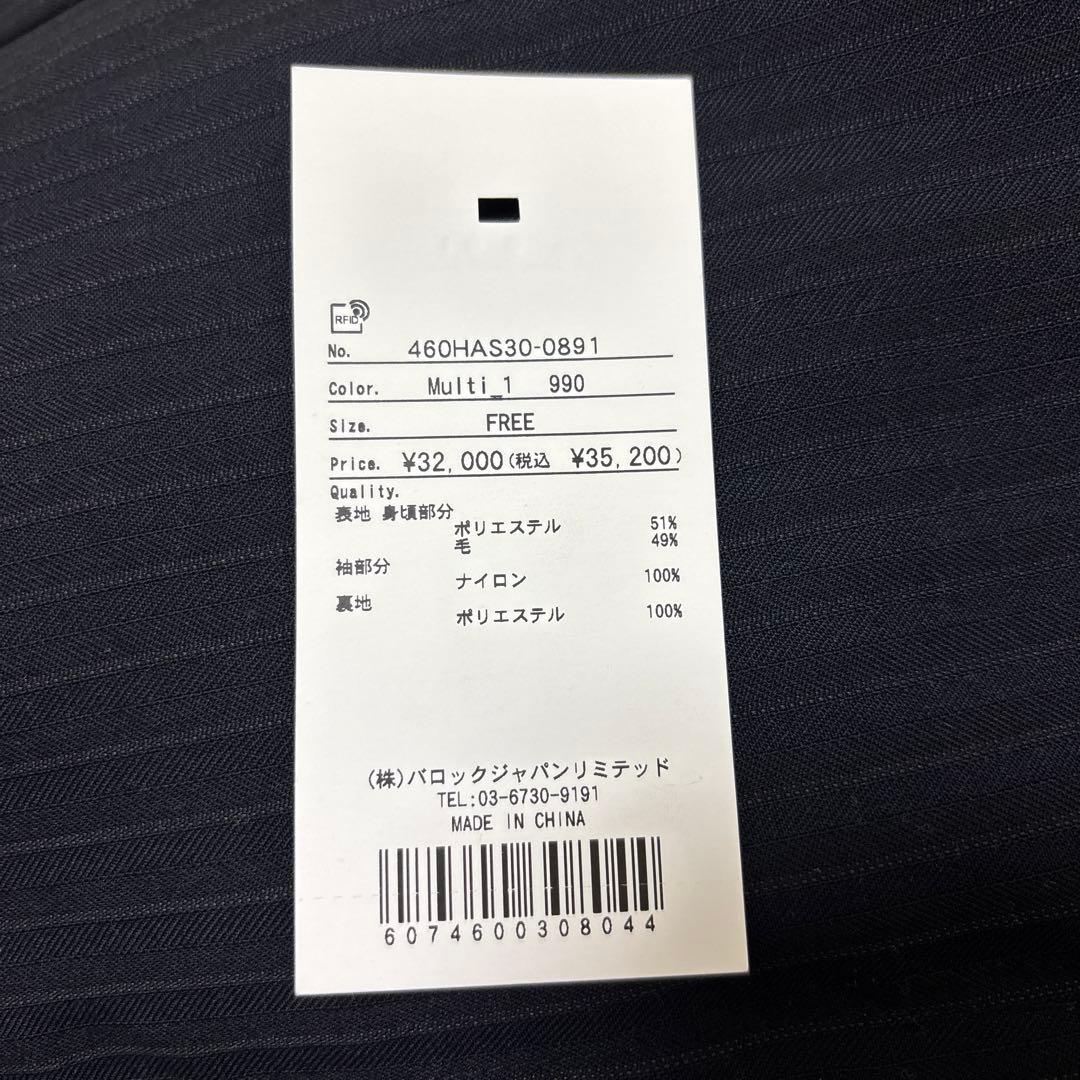 RFID
No. 460HAS30-0891
Color. Multi_1 990
Size. FREE
Price. ¥32,000(税込 ¥35,200)
Quality.
表地 身頃部分
ポリエステル 51%
毛 49%
袖部分
ナイロン 100%
裏地
ポリエステル 100%
(株)バロックジャパンリミテッド
TEL:03-6730-9191
MADE IN CHINA
6074600308044